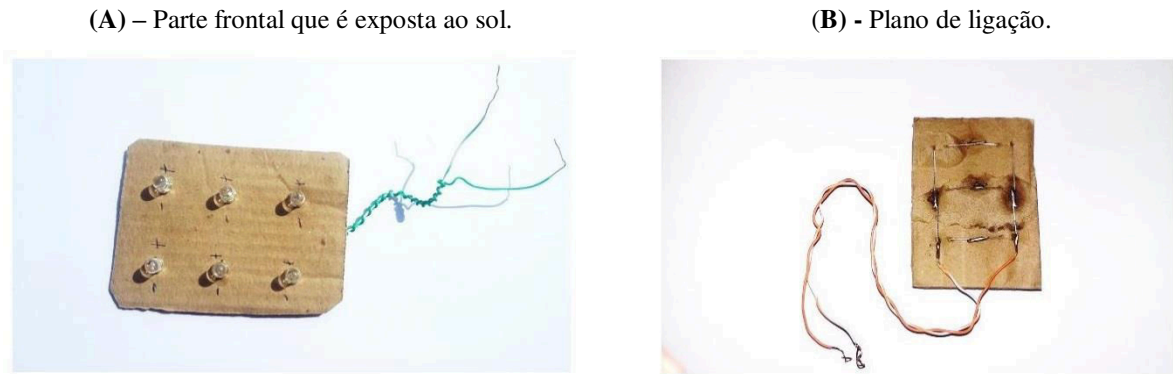 (A) – Parte frontal que é exposta ao sol.
(B) - Plano de ligação.
+ + +
- - -
+ + +
- - -